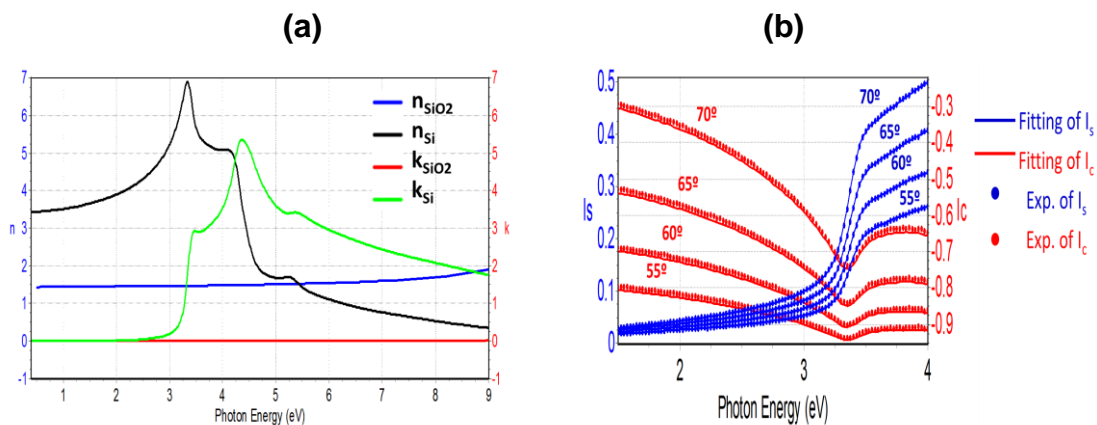 (a)
(b)
7
6
5
4
n 3
2
1
0
-1
7
6
5
4
3
k
2
1
0
-1
1 2 3 4 5 6 7 8 9
Photon Energy (eV)
nSiO2
nSi
kSiO2
kSi
0.5
0.4
0.3
Is
0.2
0.1
0
-0.3
-0.4
-0.5
-0.6
Ic
-0.7
-0.8
-0.9
70º
65º
60º
55º
70º
65º
60º
55º
2 3 4
Photon Energy (eV)
Fitting of Is
Fitting of Ic
Exp. of Is
Exp. of Ic